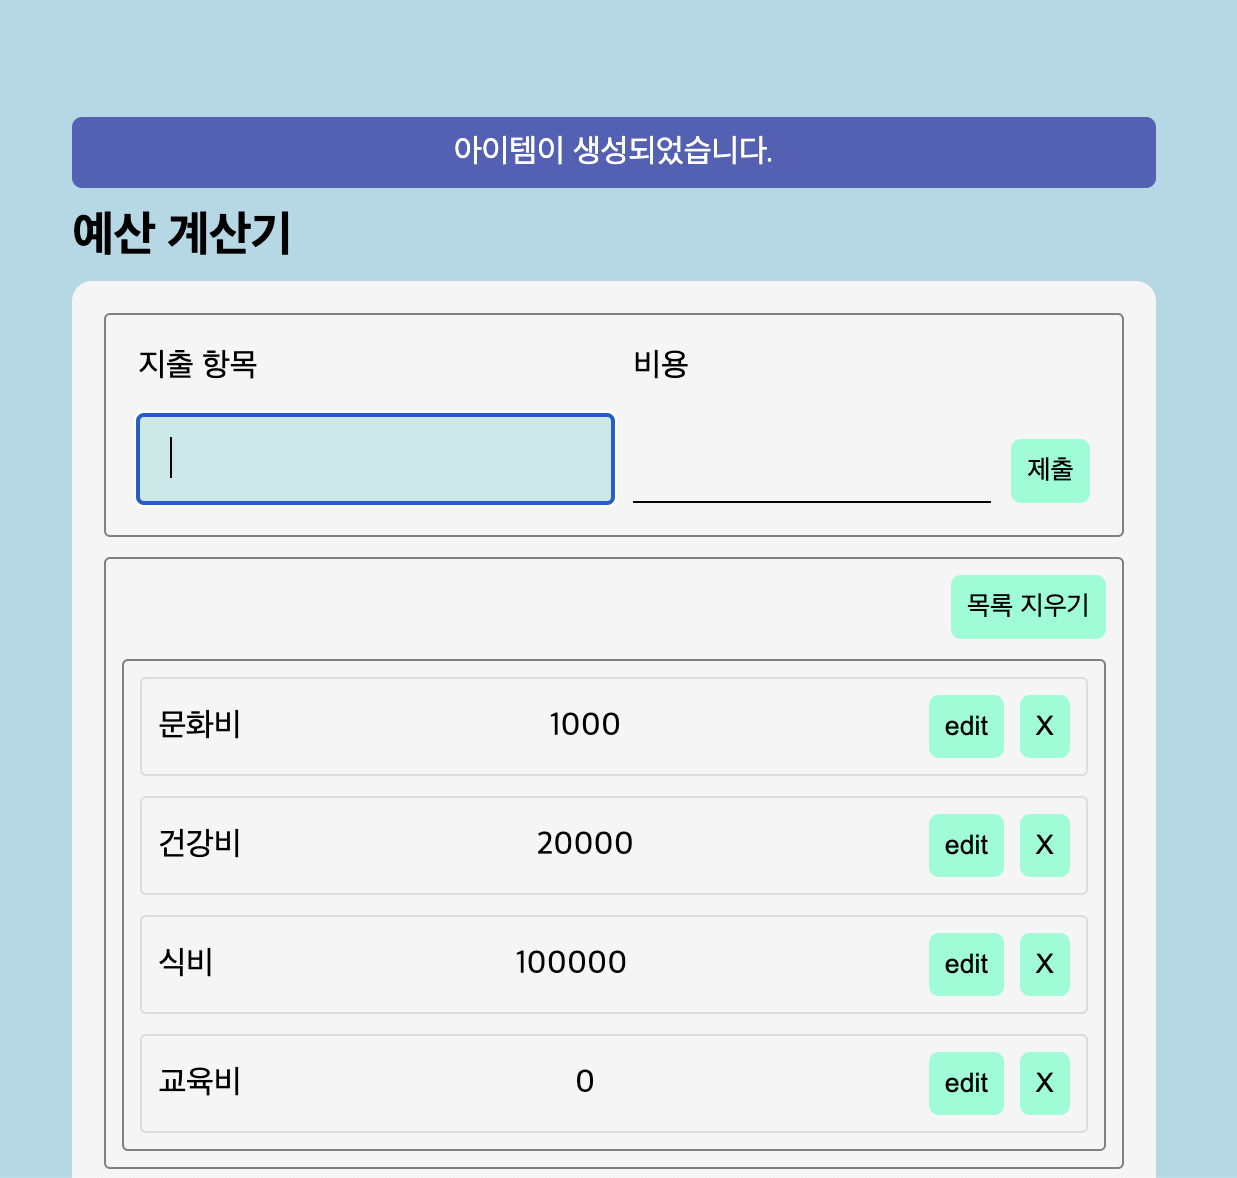 아이템이 생성되었습니다.
예산 계산기
지출 항목 비용
제출
목록 지우기
문화비 1000 edit X
건강비 20000 edit X
식비 100000 edit X
교육비 0 edit X